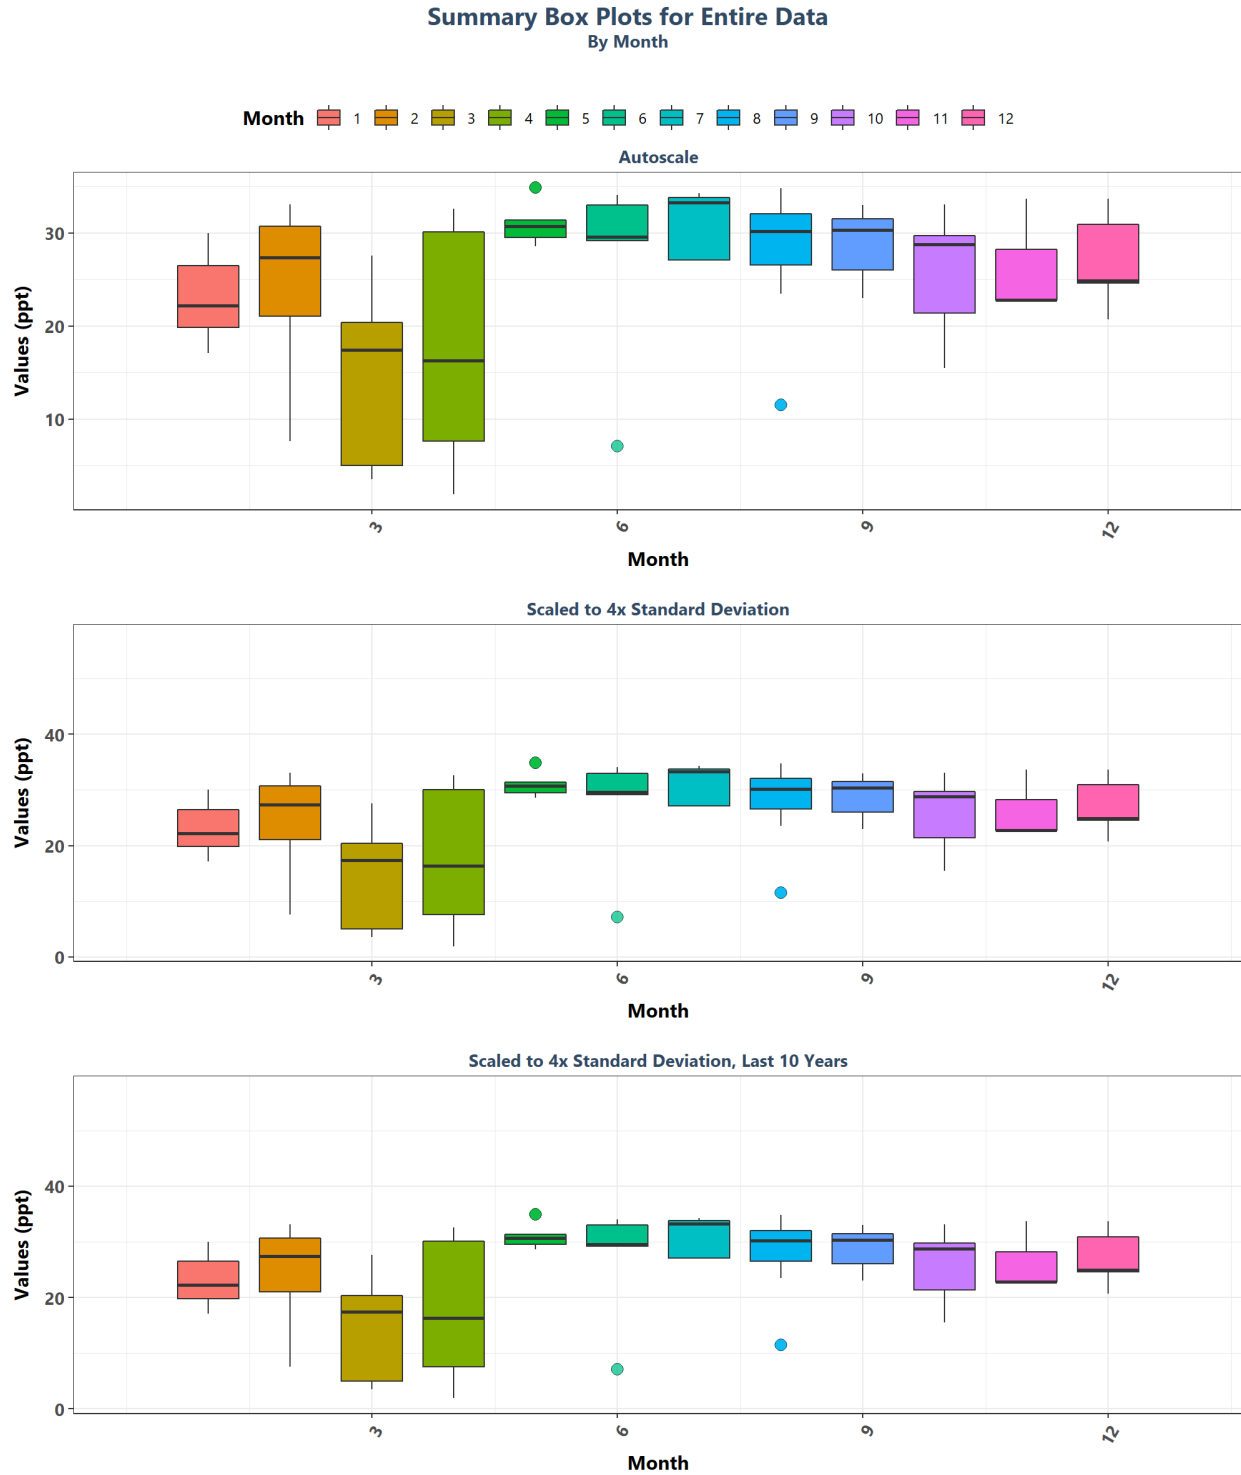 Summary Box Plots for Entire Data
By Month
Month 1 2 3 4 5 6 7 8 9 10 11 12
Autoscale
Values (ppt)
30
20
10
3 6 9 12
Month
Scaled to 4x Standard Deviation
Values (ppt)
40
20
0
3 6 9 12
Month
Scaled to 4x Standard Deviation, Last 10 Years
Values (ppt)
40
20
0
3 6 9 12
Month